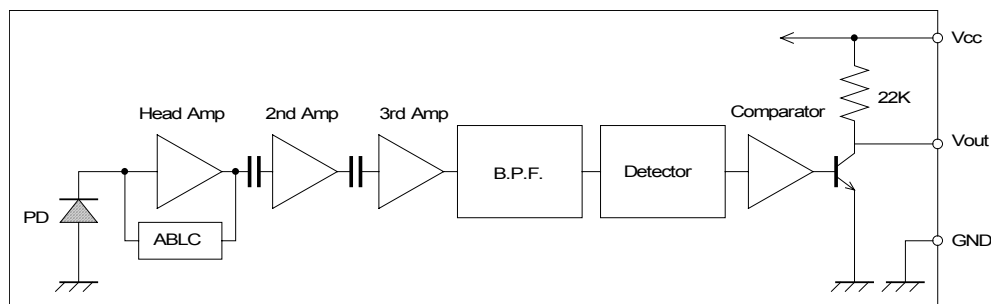 Vcc
Head Amp
2nd Amp
3rd Amp
Comparator
22K
Vout
B.P.F.
Detector
PD
ABLC
GND